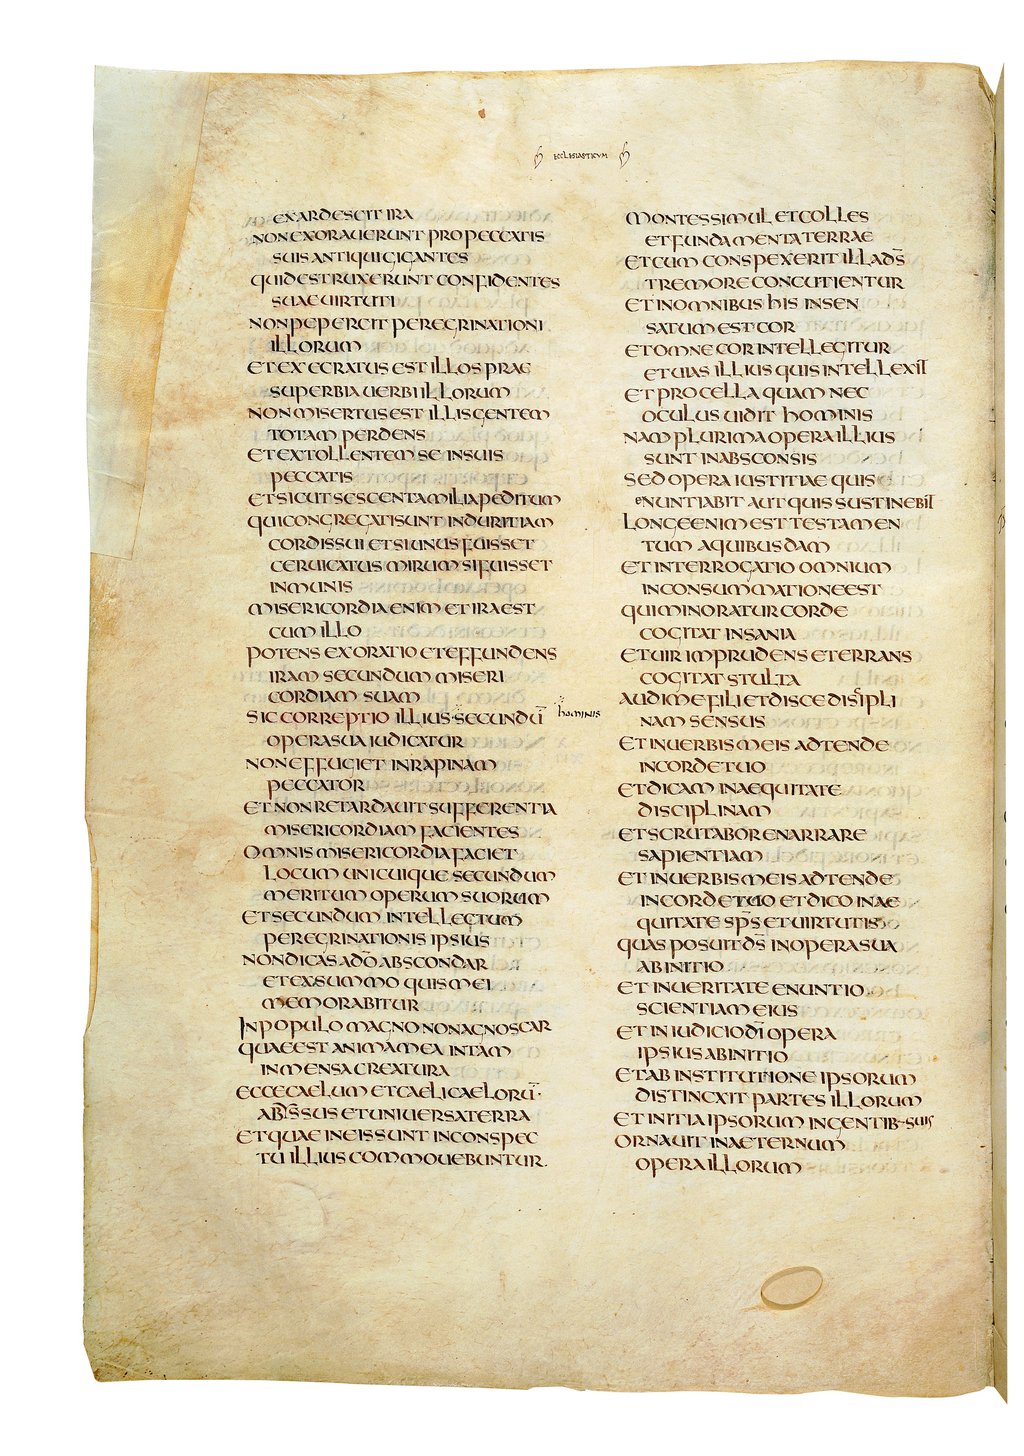 ECCLESIASTICUM
EXARDESCIT IRA
NON EXORAUERUNT PRO PECCATIS
SUIS ANTIQUI GIGANTES
QUI DESTRUXERUNT CONFIDENTES
SUAE UIRTUTI
NON PEPERCIT PEREGRINATIONI
ILLORUM
ET EXECRATUS EST ILLOS PRAE
SUPERBIA UERBI ILLORUM
NON MISERTUS EST ILLIS GENTEM
TOTAM PERDENS
ET EXTOLLENTEM SE IN SUIS
PECCATIS
ET SICUT SESCENTA MILIA PEDITUM
QUI CONGREGATI SUNT IN DURITIAM
CORDIS SUI ET SI UNUS FUISSET
CERUICATUS MIRUM SI FUISSET
INMUNIS
MISERICORDIA ENIM ET IRA EST
CUM ILLO
POTENS EXORATIO ET EFFUNDENS
IRAM SECUNDUM MISERI
CORDIAM SUAM
SIC CORREPTIO ILLIUS·SECUNDŪ hominis
OPERA SUA IUDICATUR
NON EFFUGIET IN RAPINAM
PECCATOR
ET NON RETARDAUIT SUFFERENTIA
MISERICORDIAM FACIENTES
OMNIS MISERICORDIA FACIET
LOCUM UNICUIQUE SECUNDUM
MERITUM OPERUM SUORUM
ET SECUNDUM INTELLECTUM
PEREGRINATIONIS IPSIUS
NON DICAS A DŌ ABSCONDAR
ET EX SUMMO QUIS MEI
MEMORABITUR
IN POPULO MAGNO NON AGNOSCAR
QUAE EST ANIMA MEA IN TAM
INMENSA CREATURA
ECCE CAELUM ET CAELI CAELORŪ·
ABISSUS ET UNIUERSA TERRA
ET QUAE IN EIS SUNT IN CONSPEC
TU ILLIUS COMMOUEBUNTUR.
MONTES SIMUL ET COLLES
ET FUNDAMENTA TERRAE
ET CUM CONSPEXERIT ILLA D̄S
TREMORE CONCUTIENTUR
ET IN OMNIBUS HIS INSEN
SATUM EST COR
ET OMNE COR INTELLEGITUR
ET UIAS ILLIUS QUIS INTELLEXIT
ET PROCELLA QUAM NEC
OCULUS UIDIT HOMINIS
NAM PLURIMA OPERA ILLIUS
SUNT IN ABSCONSIS
SED OPERA IUSTITIAE QUIS
ENUNTIABIT AUT QUIS SUSTINEBIT
LONGE ENIM EST TESTAMEN
TUM A QUIBUSDAM
ET INTERROGATIO OMNIUM
IN CONSUMMATIONE EST
QUI MINORATUR CORDE
COGITAT INSANIA
ET UIR IMPRUDENS ET ERRANS
COGITAT STULTA
AUDI ME FILI ET DISCE DISCIPLI
NAM SENSUS
ET IN UERBIS MEIS ADTENDE
IN CORDE TUO
ET DICAM IN AEQUITATE
DISCIPLINAM
ET SCRUTABOR ENARRARE
SAPIENTIAM
ET IN UERBIS MEIS ADTENDE
IN CORDE TUO ET DICO IN AE
QUITATE SP̄S ET UIRTUTIS
QUAS POSUIT D̄S IN OPERA SUA
AB INITIO
ET IN UERITATE ENUNTIO
SCIENTIAM EIUS
ET IN IUDICIO D̄I OPERA
IPSIUS AB INITIO
ET AB INSTITUTIONE IPSORUM
DISTINCXIT PARTES ILLORUM
ET INITIA IPSORUM IN GENTIB· SUIS
ORNAUIT IN AETERNUM
OPERA ILLORUM